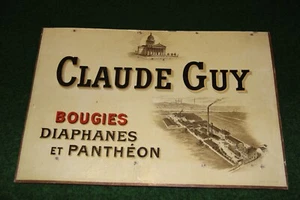 CLAUDE GUY
BOUGIES
DIAPHANES
ET PANTHÉON